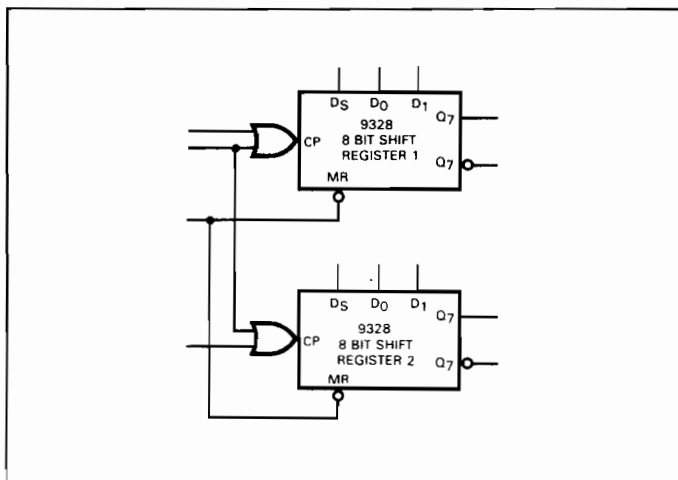 DS D0 D1
9328
8 BIT SHIFT
REGISTER 1
CP
Q7
Q7
MR
DS D0 D1
9328
8 BIT SHIFT
REGISTER 2
CP
Q7
Q7
MR